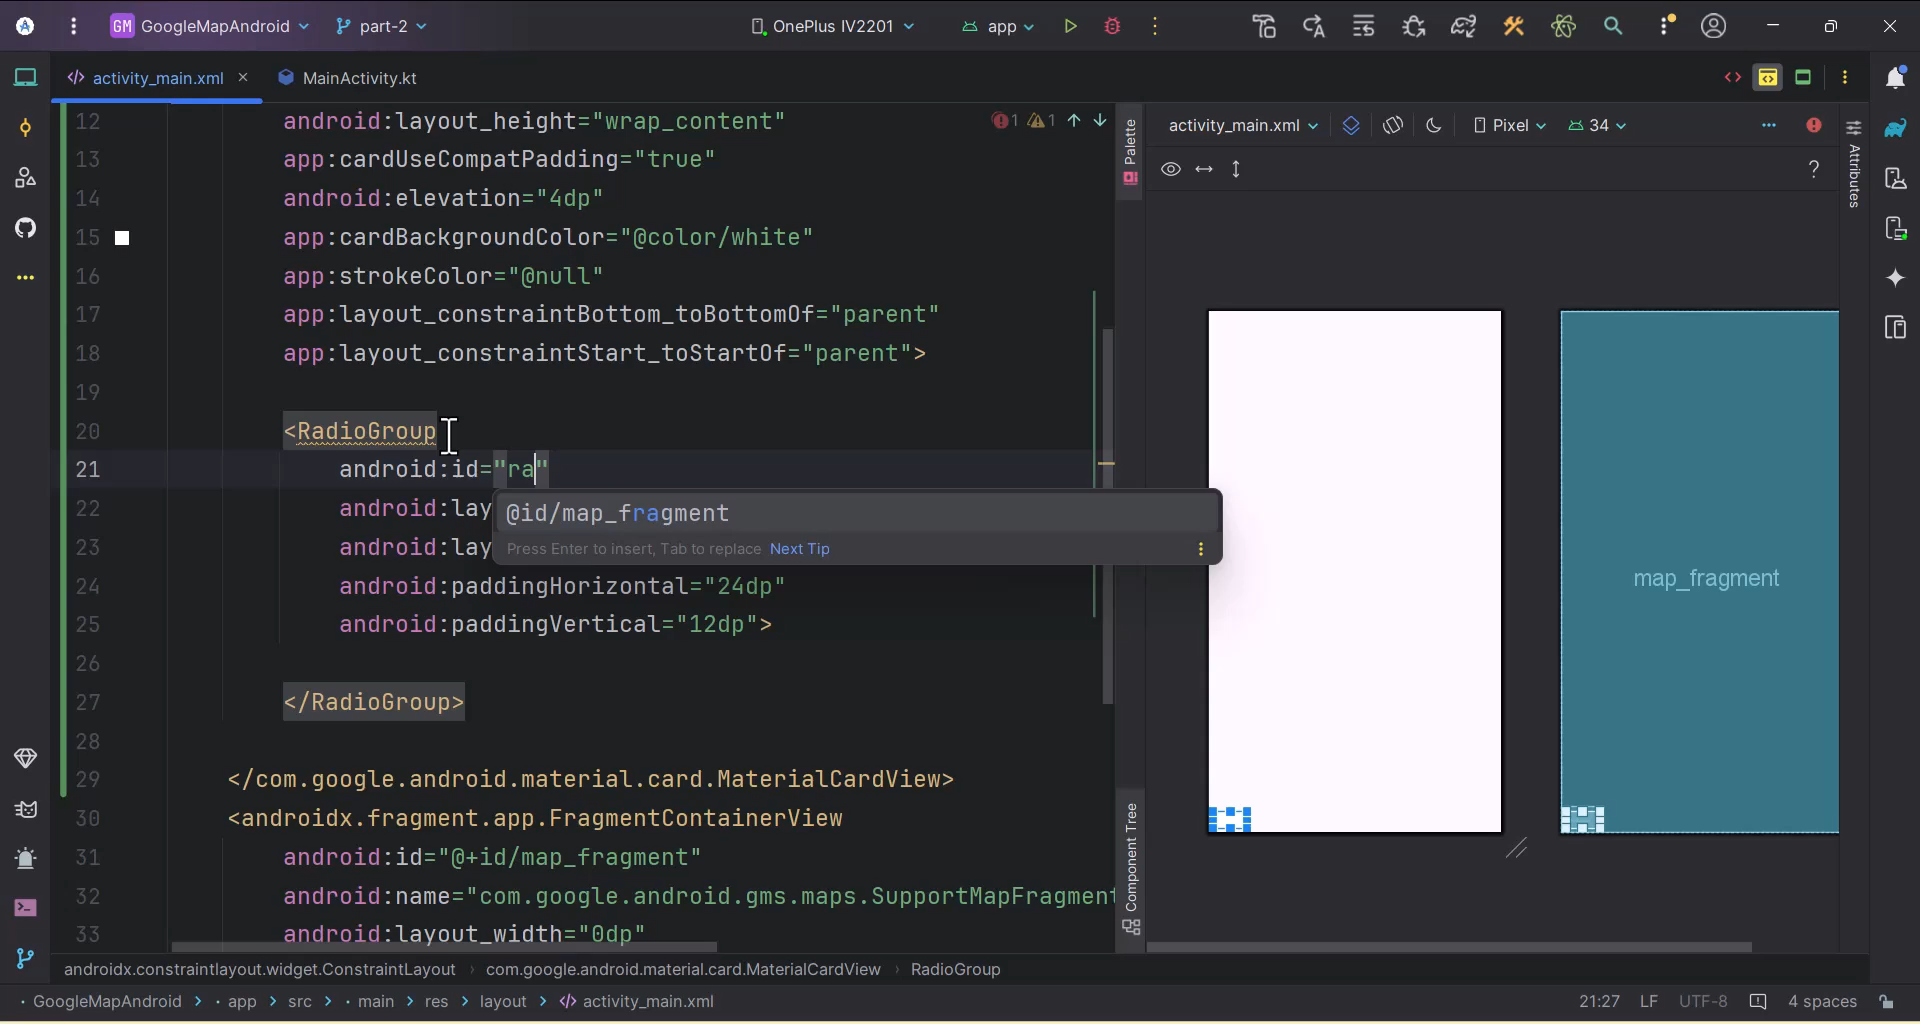 GM GoogleMapAndroid part-2 OnePlus IV2201 app
activity_main.xml MainActivity.kt
12 android:layout_height="wrap_content" 1 1
13 app:cardUseCompatPadding="true"
14 android:elevation="4dp"
15 app:cardBackgroundColor="@color/white"
16 app:strokeColor="@null"
17 app:layout_constraintBottom_toBottomOf="parent"
18 app:layout_constraintStart_toStartOf="parent">
19
20 <RadioGroup
21 android:id="ra"
22 android:lay
@id/map_fragment
23 android:lay
Press Enter to insert, Tab to replace Next Tip
24 android:paddingHorizontal="24dp"
25 android:paddingVertical="12dp">
26
27 </RadioGroup>
28
29 </com.google.android.material.card.MaterialCardView>
30 <androidx.fragment.app.FragmentContainerView
31 android:id="@+id/map_fragment"
32 android:name="com.google.android.gms.maps.SupportMapFragment
33 android:layout_width="0dp"
Palette
Component Tree
activity_main.xml Pixel 34
?
Attributes
map_fragment
androidx.constraintlayout.widget.ConstraintLayout com.google.android.material.card.MaterialCardView RadioGroup
GoogleMapAndroid app src main res layout activity_main.xml 21:27 LF UTF-8 4 spaces